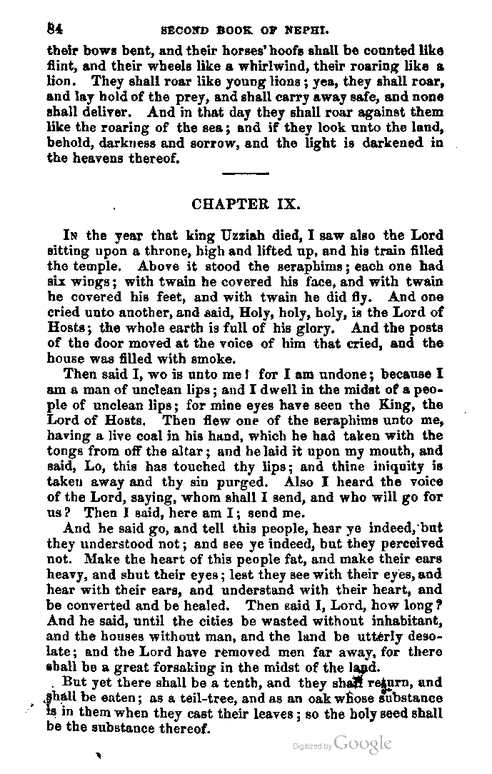 84 SECOND BOOK OF NEPHI.
their bows bent, and their horses' hoofs shall be counted like
flint, and their wheels like a whirlwind, their roaring like a
lion. They shall roar like young lions; yea, they shall roar,
and lay hold of the prey, and shall carry away safe, and none
shall deliver. And in that day they shall roar against them
like the roaring of the sea; and if they look unto the land,
behold, darkness and sorrow, and the light is darkened in
the heavens thereof.
CHAPTER IX.
In the year that king Uzziah died, I saw also the Lord
sitting upon a throne, high and lifted up, and his train filled
the temple. Above it stood the seraphims; each one had
six wings; with twain he covered his face, and with twain
he covered his feet, and with twain he did fly. And one
cried unto another, and said, Holy, holy, holy, is the Lord of
Hosts; the whole earth is full of his glory. And the posts
of the door moved at the voice of him that cried, and the
house was filled with smoke.
Then said I, wo is unto me! for I am undone; because I
am a man of unclean lips; and I dwell in the midst of a peo-
ple of unclean lips; for mine eyes have seen the King, the
Lord of Hosts. Then flew one of the seraphims unto me,
having a live coal in his hand, which he had taken with the
tongs from off the altar; and he laid it upon my mouth, and
said, Lo, this has touched thy lips; and thine iniquity is
taken away and thy sin purged. Also I heard the voice
of the Lord, saying, whom shall I send, and who will go for
us? Then I said, here am I; send me.
And he said go, and tell this people, hear ye indeed, but
they understood not; and see ye indeed, but they perceived
not. Make the heart of this people fat, and make their ears
heavy, and shut their eyes; lest they see with their eyes, and
hear with their ears, and understand with their heart, and
be converted and be healed. Then said I, Lord, how long?
And he said, until the cities be wasted without inhabitant,
and the houses without man, and the land be utterly deso-
late; and the Lord have removed men far away, for there
shall be a great forsaking in the midst of the land.
But yet there shall be a tenth, and they shall return, and
shall be eaten; as a teil-tree, and as an oak whose substance
is in them when they cast their leaves; so the holy seed shall
be the substance thereof.
Digitized by Google